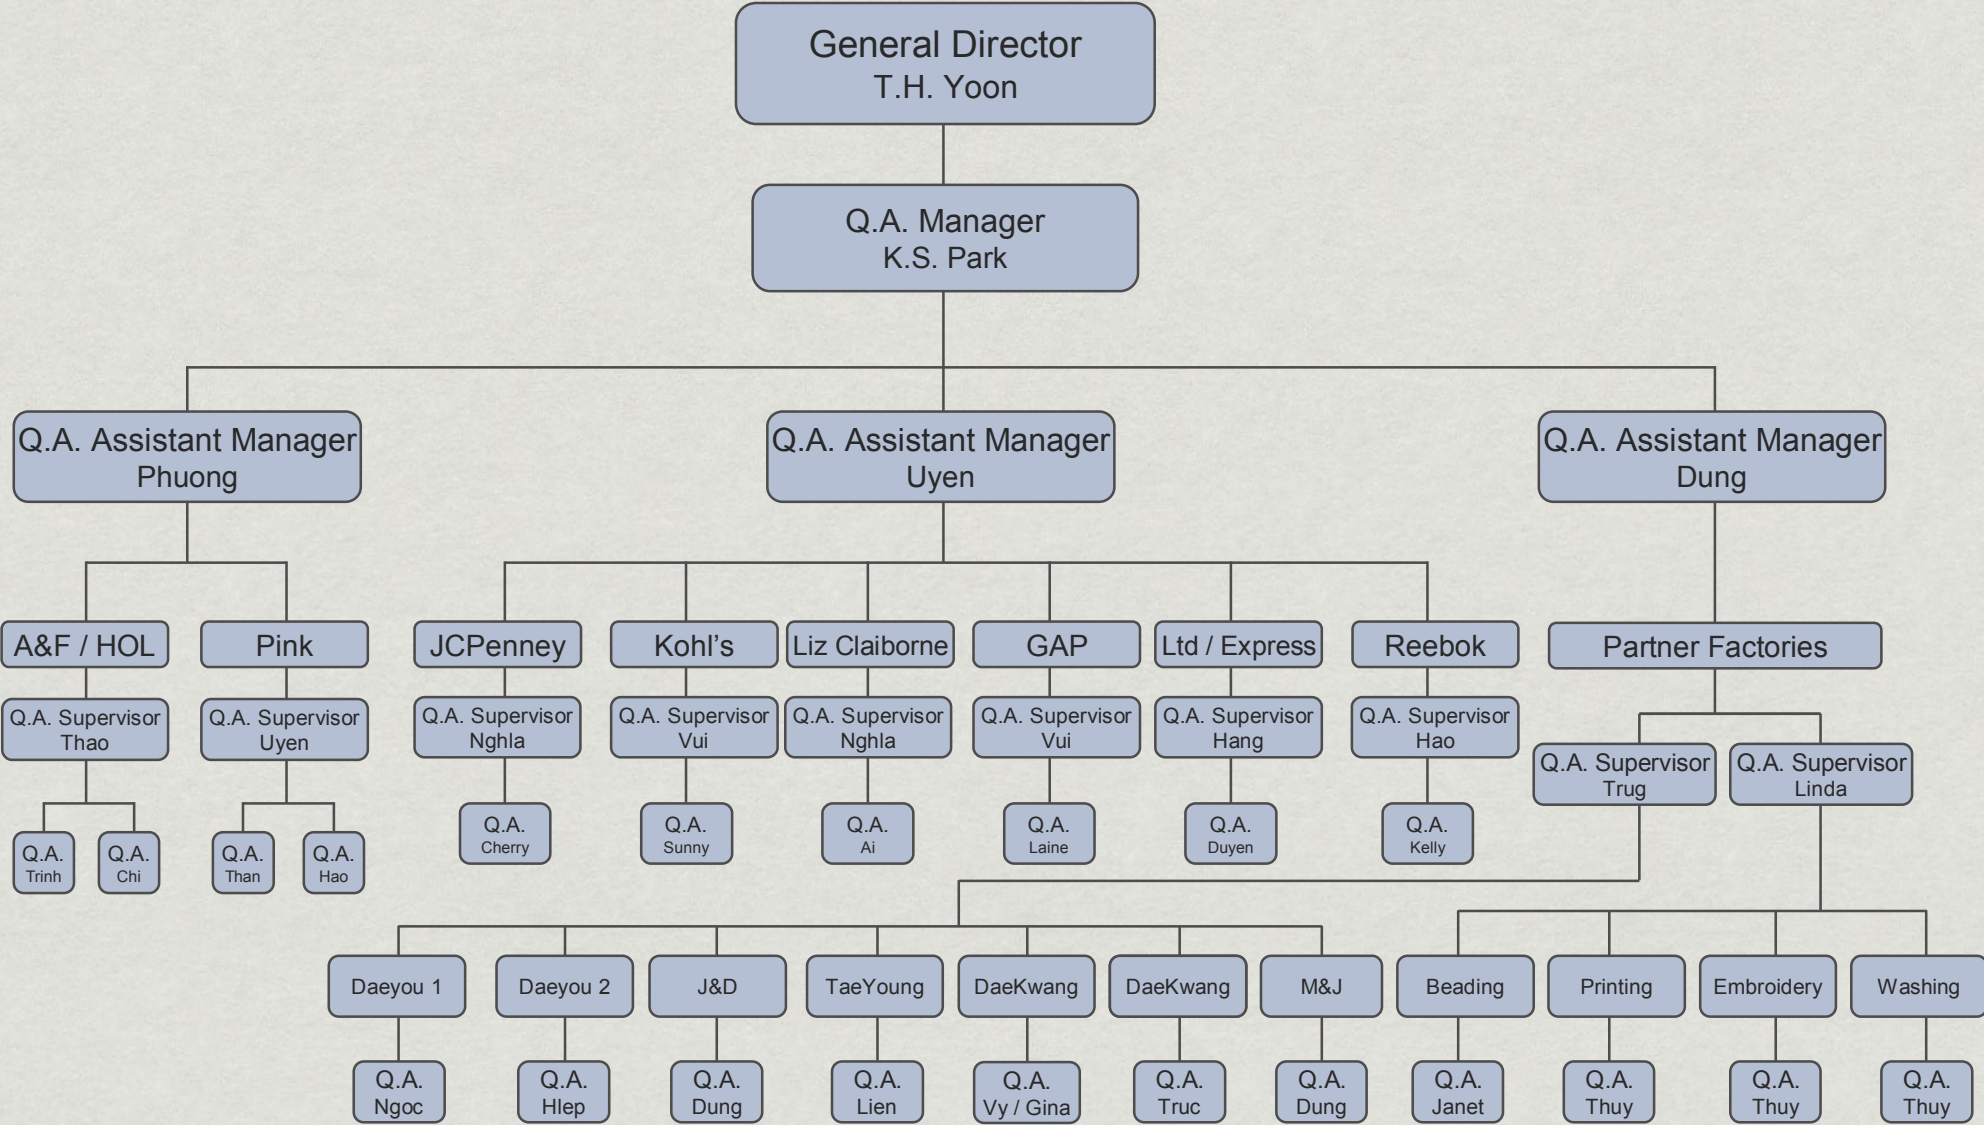 General Director
T.H. Yoon
Q.A. Manager
K.S. Park
Q.A. Assistant Manager
Phuong
Q.A. Assistant Manager
Uyen
Q.A. Assistant Manager
Dung
A&F / HOL
Pink
JCPenney
Kohl's
Liz Claiborne
GAP
Ltd / Express
Reebok
Partner Factories
Q.A. Supervisor
Thao
Q.A. Supervisor
Uyen
Q.A. Supervisor
Nghla
Q.A. Supervisor
Vui
Q.A. Supervisor
Nghla
Q.A. Supervisor
Vui
Q.A. Supervisor
Hang
Q.A. Supervisor
Hao
Q.A. Supervisor
Trug
Q.A. Supervisor
Linda
Q.A.
Trinh
Q.A.
Chi
Q.A.
Than
Q.A.
Hao
Q.A.
Cherry
Q.A.
Sunny
Q.A.
Ai
Q.A.
Laine
Q.A.
Duyen
Q.A.
Kelly
Daeyou 1
Daeyou 2
J&D
TaeYoung
DaeKwang
DaeKwang
M&J
Beading
Printing
Embroidery
Washing
Q.A.
Ngoc
Q.A.
Hlep
Q.A.
Dung
Q.A.
Lien
Q.A.
Vy / Gina
Q.A.
Truc
Q.A.
Dung
Q.A.
Janet
Q.A.
Thuy
Q.A.
Thuy
Q.A.
Thuy